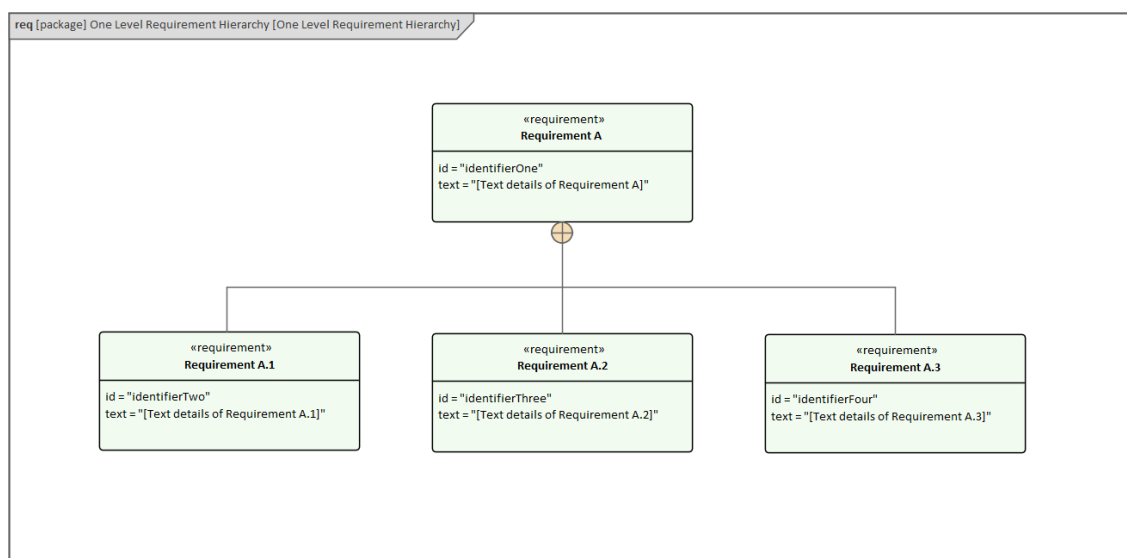 req [package] One Level Requirement Hierarchy [One Level Requirement Hierarchy]
«requirement»
Requirement A
id = "identifierOne"
text = "[Text details of Requirement A]"
«requirement»
Requirement A.1
id = "identifierTwo"
text = "[Text details of Requirement A.1]"
«requirement»
Requirement A.2
id = "identifierThree"
text = "[Text details of Requirement A.2]"
«requirement»
Requirement A.3
id = "identifierFour"
text = "[Text details of Requirement A.3]"